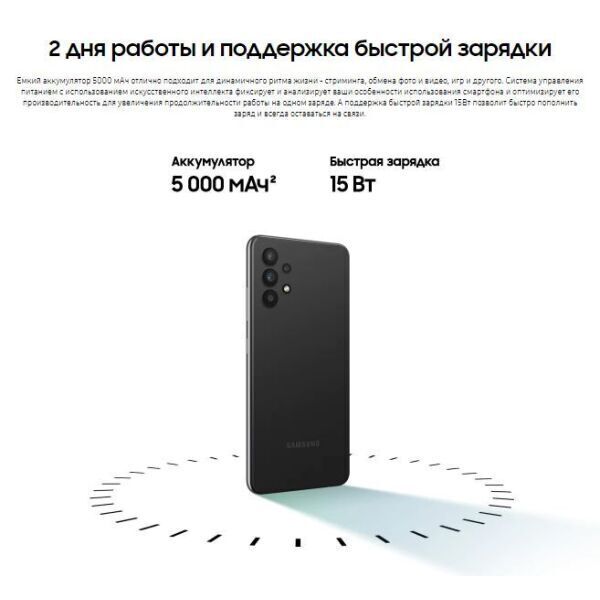 2 дня работы и поддержка быстрой зарядки
Емкий аккумулятор 5000 мАч отлично подходит для динамичного ритма жизни - стриминга, обмена фото и видео, игр и другого. Система управления
питанием с использованием искусственного интеллекта фиксирует и анализирует ваши особенности использования смартфона и оптимизирует его
производительность для увеличения продолжительности работы на одном заряде. А поддержка быстрой зарядки 15Вт позволит быстро пополнить
заряд и всегда оставаться на связи.
Аккумулятор
5 000 мАч²
Быстрая зарядка
15 Вт
SAMSUNG